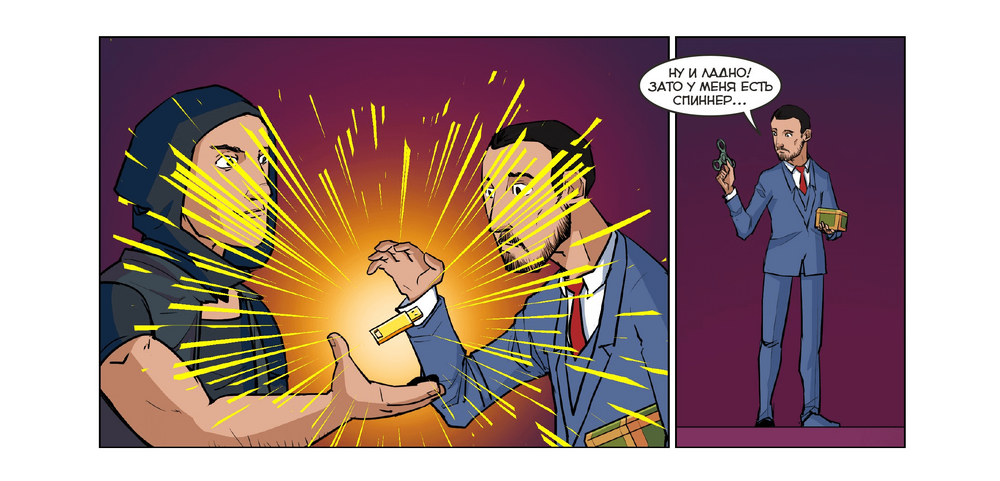 НУ И ЛАДНО!
ЗАТО У МЕНЯ ЕСТЬ
СПИННЕР...